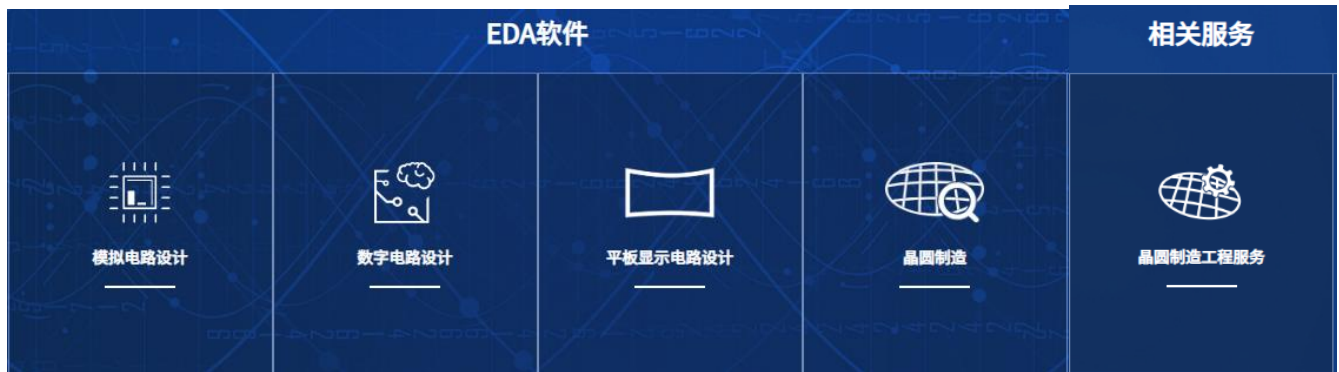 EDA软件
相关服务
模拟电路设计
数字电路设计
平板显示电路设计
晶圆制造
晶圆制造工程服务